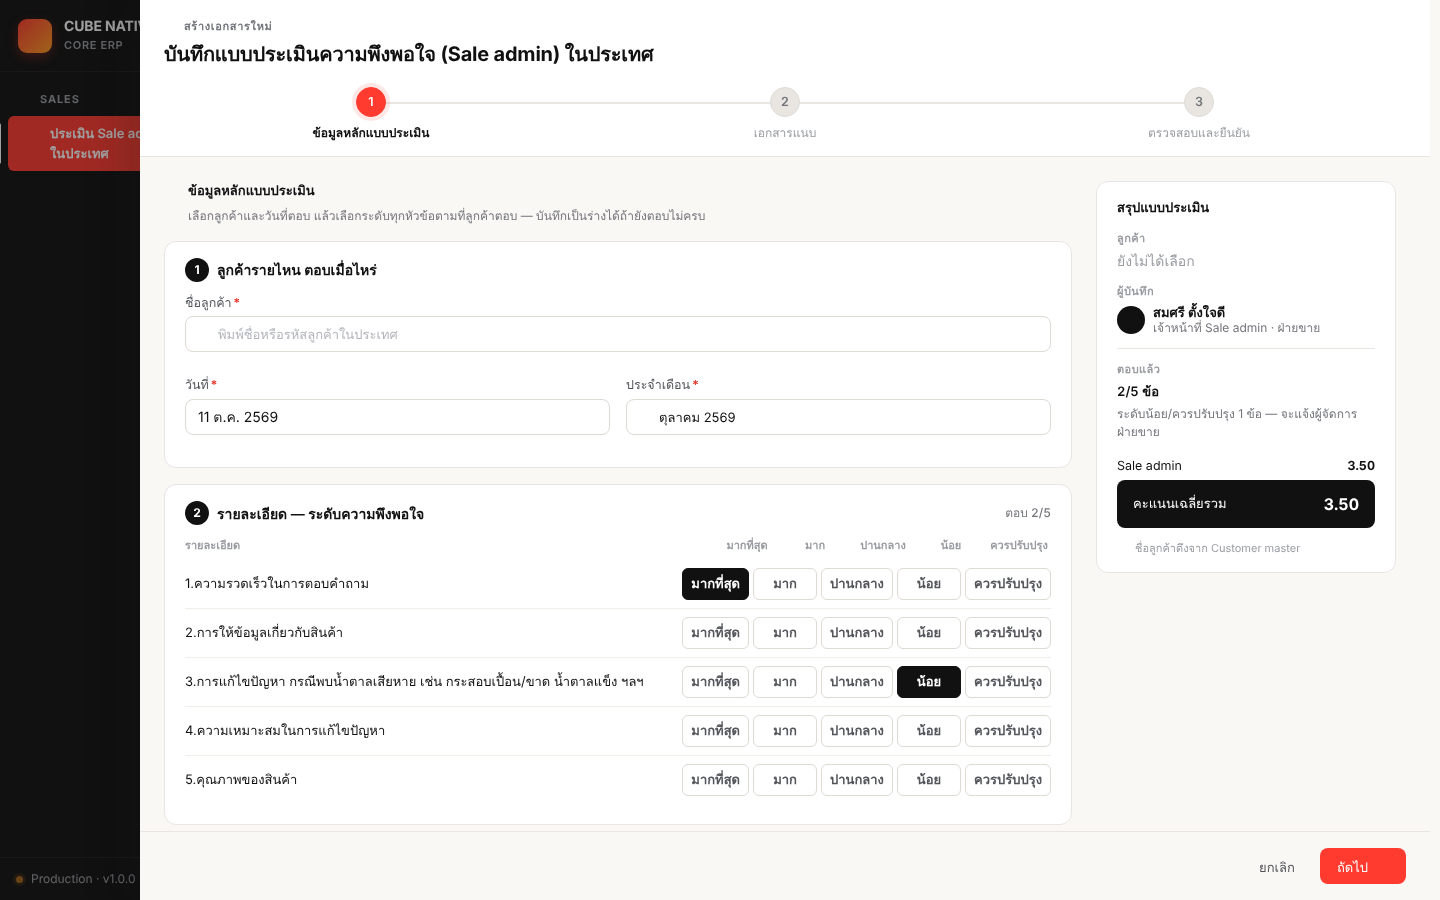 CUBE NATIV
CORE ERP
SALES
ประเมิน Sale ad
ในประเทศ
Production · v1.0.0
สร้างเอกสารใหม่
บันทึกแบบประเมินความพึงพอใจ (Sale admin) ในประเทศ
1
2
3
ข้อมูลหลักแบบประเมิน
เอกสารแนบ
ตรวจสอบและยืนยัน
ข้อมูลหลักแบบประเมิน
เลือกลูกค้าและวันที่ตอบ แล้วเลือกระดับทุกหัวข้อตามที่ลูกค้าตอบ — บันทึกเป็นร่างได้ถ้ายังตอบไม่ครบ
1 ลูกค้ารายไหน ตอบเมื่อไหร่
ชื่อลูกค้า *
พิมพ์ชื่อหรือรหัสลูกค้าในประเทศ
วันที่ * ประจำเดือน *
11 ต.ค. 2569 ตุลาคม 2569
2 รายละเอียด — ระดับความพึงพอใจ ตอบ 2/5
รายละเอียด มากที่สุด มาก ปานกลาง น้อย ควรปรับปรุง
1.ความรวดเร็วในการตอบคำถาม มากที่สุด มาก ปานกลาง น้อย ควรปรับปรุง
2.การให้ข้อมูลเกี่ยวกับสินค้า มากที่สุด มาก ปานกลาง น้อย ควรปรับปรุง
3.การแก้ไขปัญหา กรณีพบน้ำตาลเสียหาย เช่น กระสอบเปื้อน/ขาด น้ำตาลแข็ง ฯลฯ มากที่สุด มาก ปานกลาง น้อย ควรปรับปรุง
4.ความเหมาะสมในการแก้ไขปัญหา มากที่สุด มาก ปานกลาง น้อย ควรปรับปรุง
5.คุณภาพของสินค้า มากที่สุด มาก ปานกลาง น้อย ควรปรับปรุง
สรุปแบบประเมิน
ลูกค้า
ยังไม่ได้เลือก
ผู้บันทึก
สมศรี ตั้งใจดี
เจ้าหน้าที่ Sale admin · ฝ่ายขาย
ตอบแล้ว
2/5 ข้อ
ระดับน้อย/ควรปรับปรุง 1 ข้อ — จะแจ้งผู้จัดการ
ฝ่ายขาย
Sale admin 3.50
คะแนนเฉลี่ยรวม 3.50
ชื่อลูกค้าดึงจาก Customer master
ยกเลิก ถัดไป